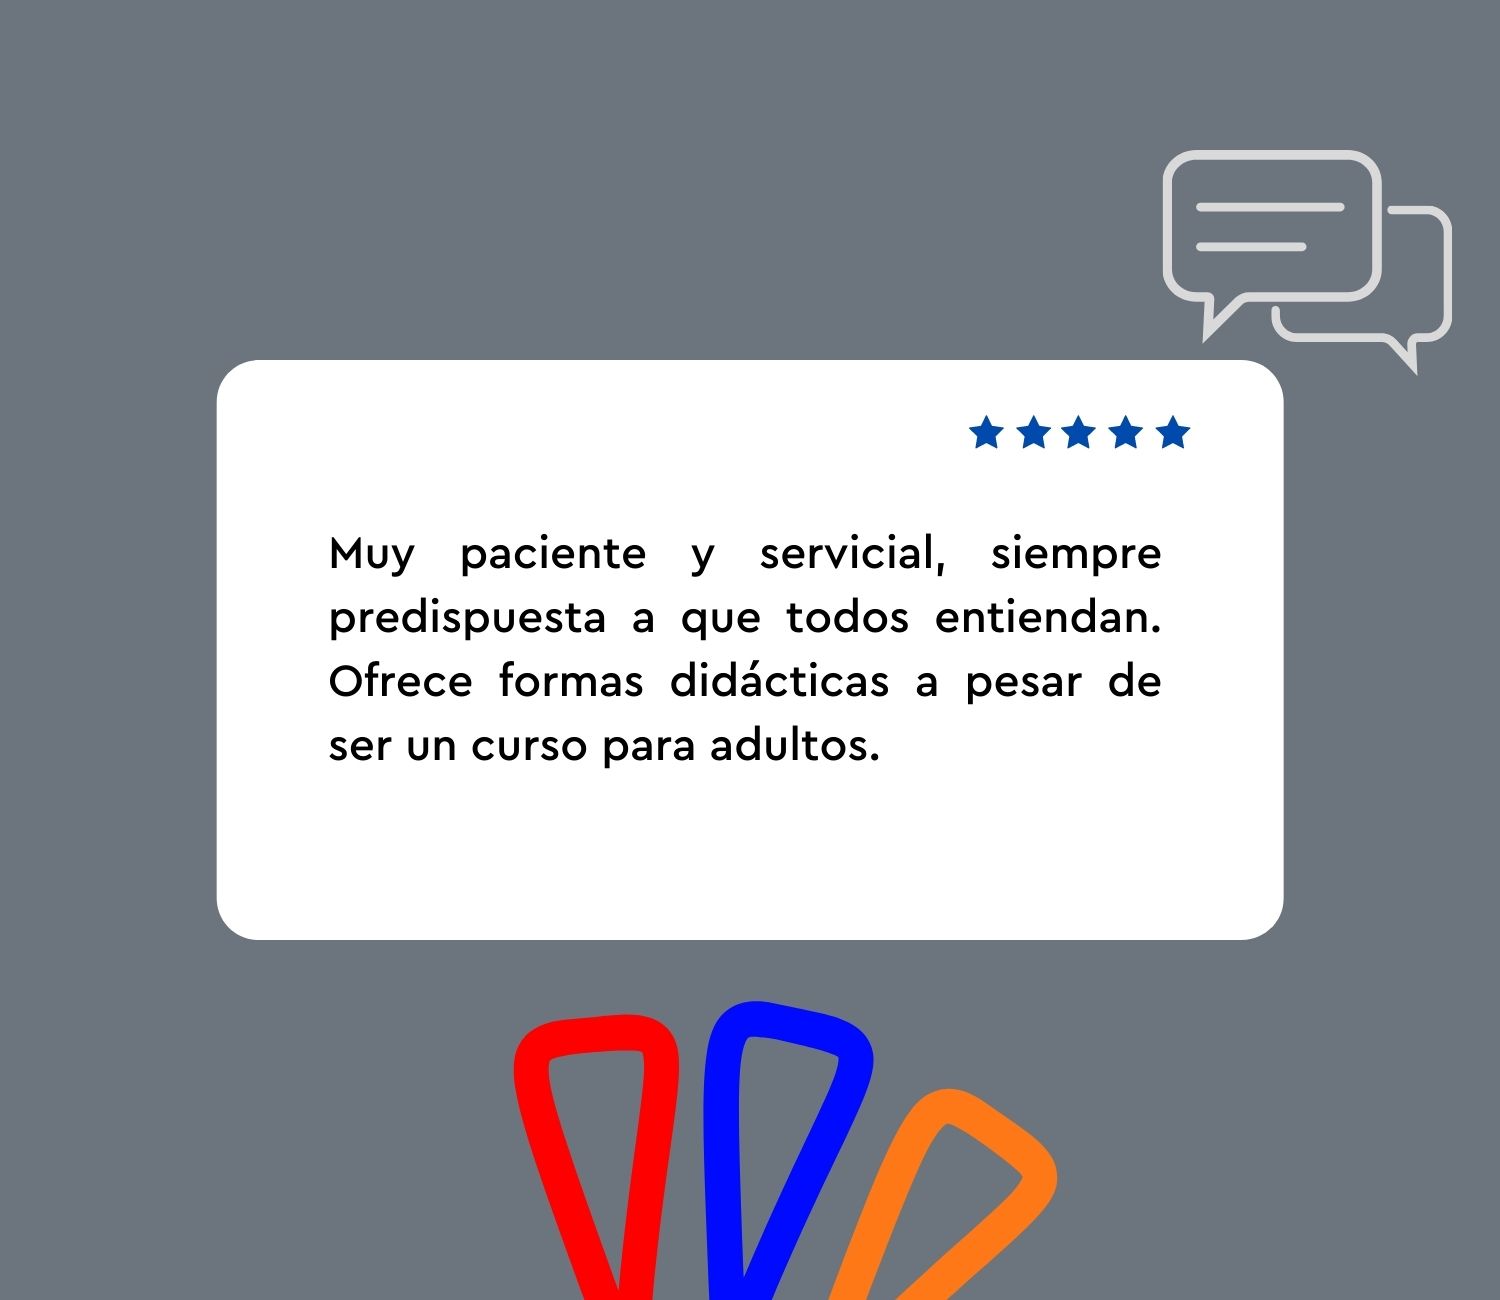 Muy paciente y servicial, siempre
predispuesta a que todos entiendan.
Ofrece formas didácticas a pesar de
ser un curso para adultos.